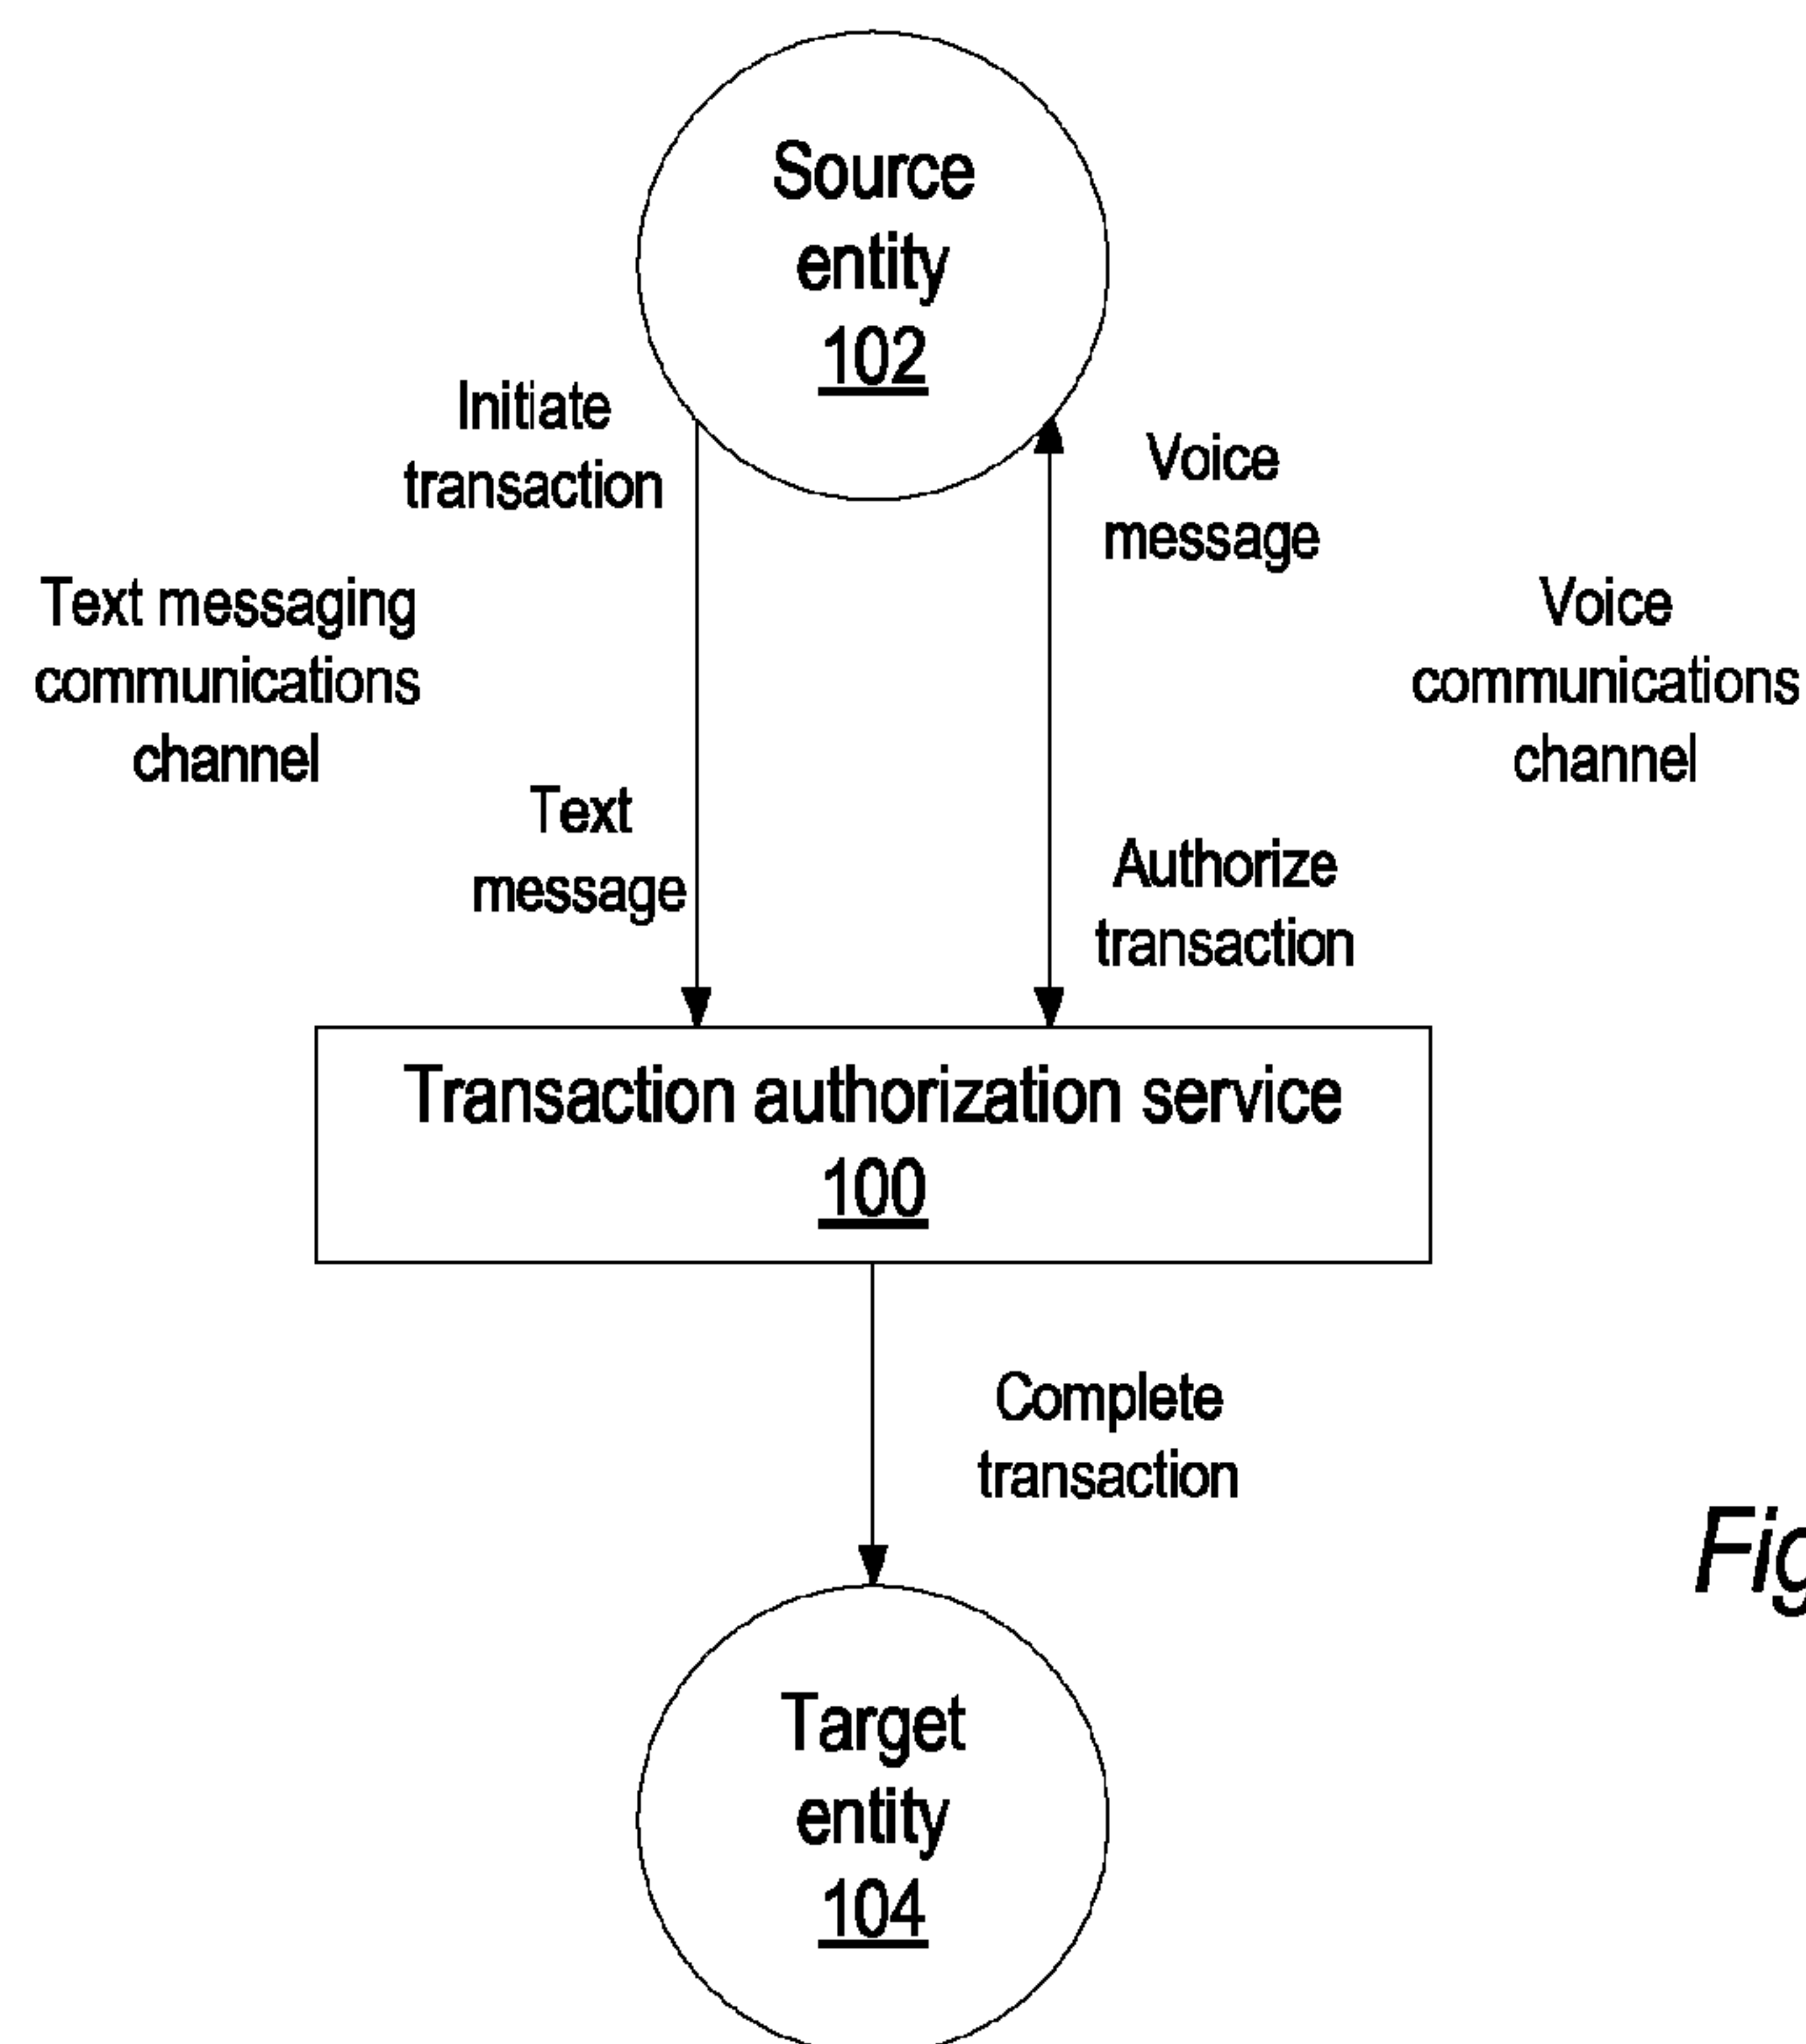 Source
entity
102
Initiate
transaction
Voice
message
Text messaging
communications
channel
Voice
communications
channel
Text
message
Authorize
transaction
Transaction authorization service
100
Complete
transaction
Target
entity
104